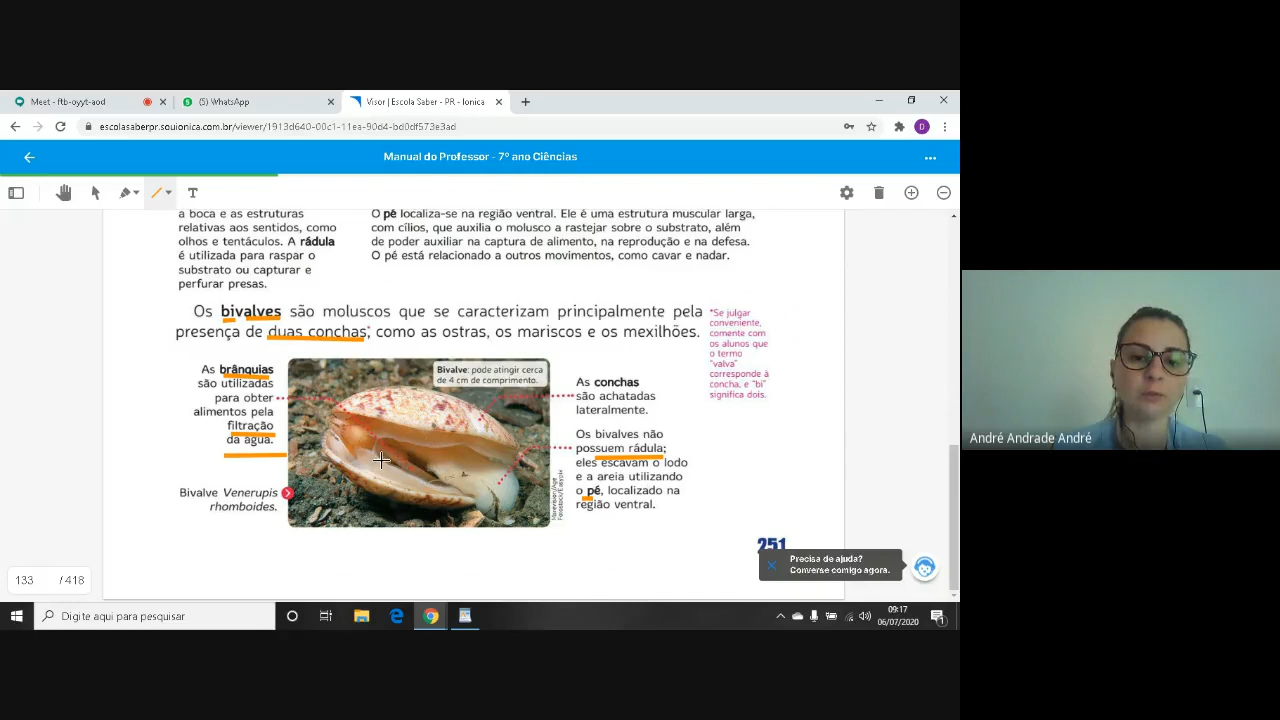 Meet - ftb-oyyt-aod
(5) WhatsApp
Visor | Escola Saber - PR - Ionica
escolasaberpr.souionica.com.br/viewer/1913d640-00c1-11ea-90d4-bd0df573e3ad
D
Manual do Professor - 7º ano Ciências
T
a boca e as estruturas
relativas aos sentidos, como
olhos e tentáculos. A rádula
é utilizada para raspar o
substrato ou capturar e
perfurar presas.
O pé localiza-se na região ventral. Ele é uma estrutura muscular larga,
com cílios, que auxilia o molusco a rastejar sobre o substrato, além
de poder auxiliar na captura de alimento, na reprodução e na defesa.
O pé está relacionado a outros movimentos, como cavar e nadar.
Os bivalves são moluscos que se caracterizam principalmente pela
presença de duas conchas*, como as ostras, os mariscos e os mexilhões.
*Se julgar
conveniente,
comente com
os alunos que
o termo
"valva"
corresponde à
concha, e "bi"
significa dois.
As brânquias
são utilizadas
para obter
alimentos pela
filtração
da água.
Bivalve: pode atingir cerca
de 4 cm de comprimento.
As conchas
são achatadas
lateralmente.
Os bivalves não
possuem rádula;
eles escavam o lodo
e a areia utilizando
o pé, localizado na
região ventral.
Bivalve Venerupis
rhomboides.
251
Precisa de ajuda?
Converse comigo agora.
133 / 418
Digite aqui para pesquisar
09:17
06/07/2020
1
André Andrade André